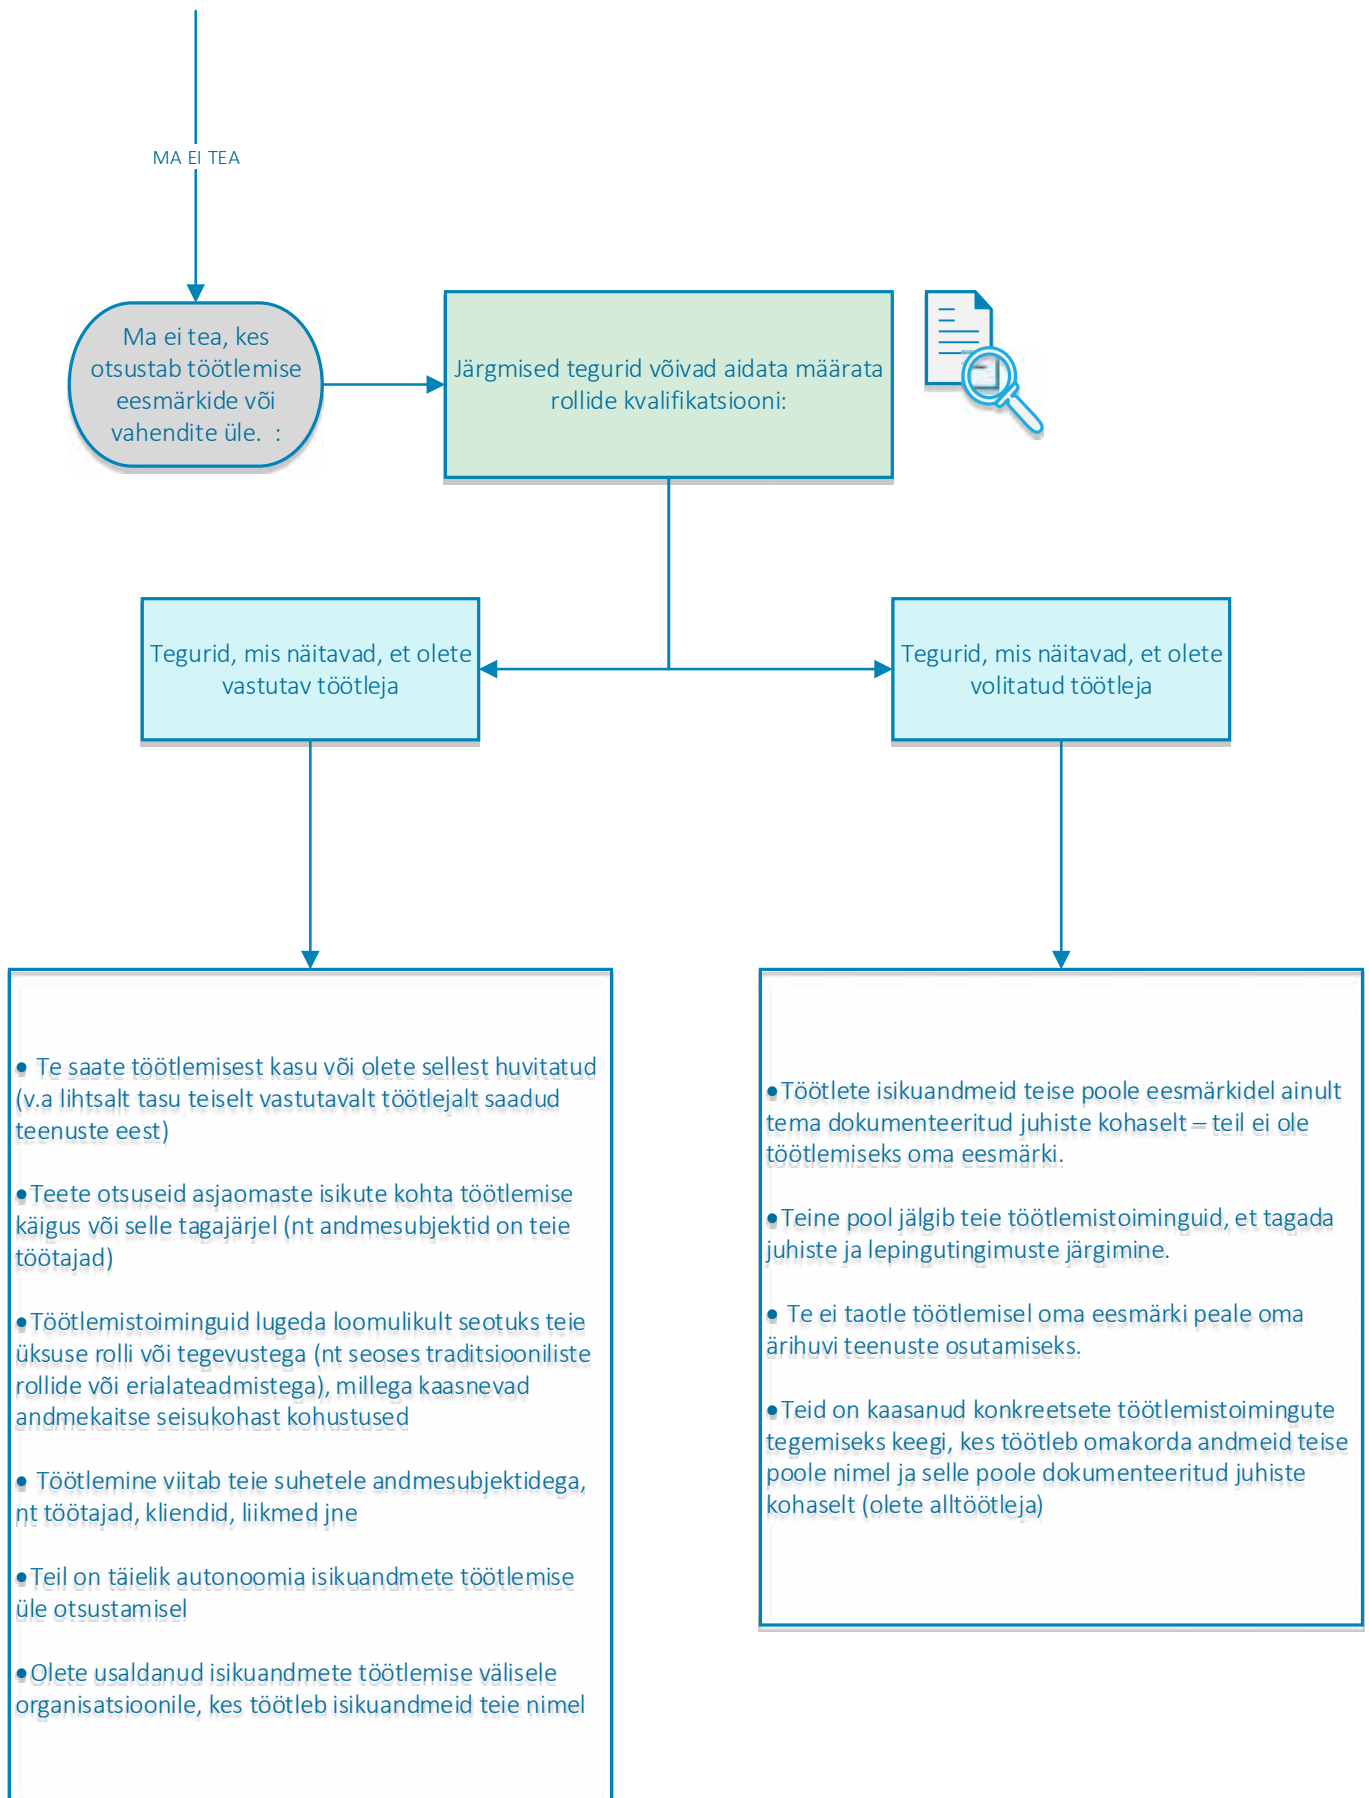 MA EI TEA
Ma ei tea, kes
otsustab töötlemise
eesmärkide või
vahendite üle. :
Järgmised tegurid võivad aidata määrata
rollide kvalifikatsiooni:
Tegurid, mis näitavad, et olete
vastutav töötleja
Tegurid, mis näitavad, et olete
volitatud töötleja
• Te saate töötlemisest kasu või olete sellest huvitatud
(v.a lihtsalt tasu teiselt vastutavalt töötlejalt saadud
teenuste eest)
•Teete otsuseid asjaomaste isikute kohta töötlemise
käigus või selle tagajärjel (nt andmesubjektid on teie
töötajad)
•Töötlemistoiminguid lugeda loomulikult seotuks teie
üksuse rolli või tegevustega (nt seoses traditsiooniliste
rollide või erialateadmistega), millega kaasnevad
andmekaitse seisukohast kohustused
• Töötlemine viitab teie suhetele andmesubjektidega,
nt töötajad, kliendid, liikmed jne
•Teil on täielik autonoomia isikuandmete töötlemise
üle otsustamisel
•Olete usaldanud isikuandmete töötlemise välisele
organisatsioonile, kes töötleb isikuandmeid teie nimel
•Töötlete isikuandmeid teise poole eesmärkidel ainult
tema dokumenteeritud juhiste kohaselt – teil ei ole
töötlemiseks oma eesmärki.
•Teine pool jälgib teie töötlemistoiminguid, et tagada
juhiste ja lepingutingimuste järgimine.
• Te ei taotle töötlemisel oma eesmärki peale oma
ärihuvi teenuste osutamiseks.
•Teid on kaasanud konkreetsete töötlemistoimingute
tegemiseks keegi, kes töötleb omakorda andmeid teise
poole nimel ja selle poole dokumenteeritud juhiste
kohaselt (olete alltöötleja)